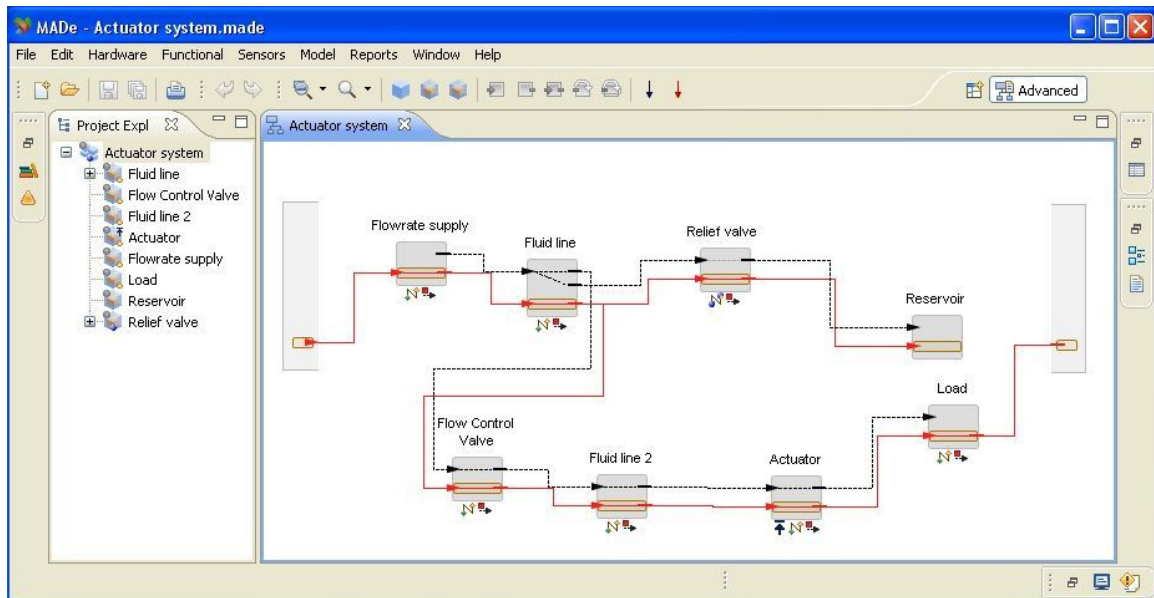 MADe - Actuator system.made
File Edit Hardware Functional Sensors Model Reports Window Help
Advanced
Project Expl
Actuator system
Fluid line
Flow Control Valve
Fluid line 2
Actuator
Flowrate supply
Load
Reservoir
Relief valve
Actuator system
Flowrate supply
Fluid line
Relief valve
Reservoir
Load
Flow Control
Valve
Fluid line 2
Actuator